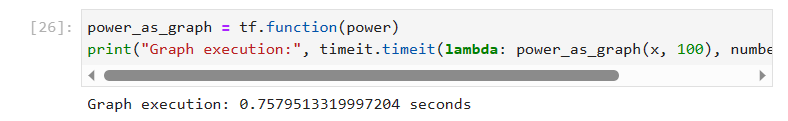 [26]: power_as_graph = tf.function(power)
print("Graph execution:", timeit.timeit(lambda: power_as_graph(x, 100), numbe
Graph execution: 0.7579513319997204 seconds